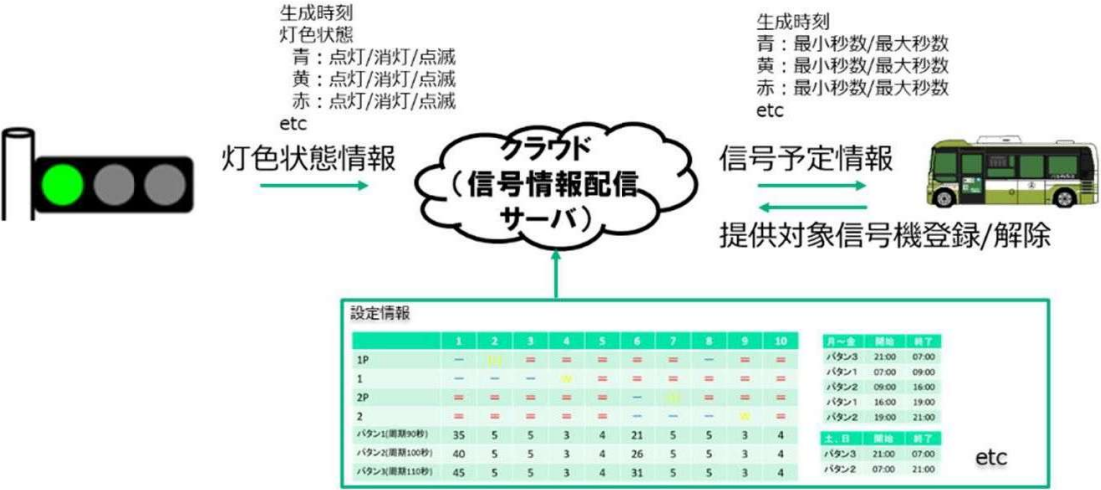 生成時刻
灯色状態
青：点灯/消灯/点滅
黄：点灯/消灯/点滅
赤：点灯/消灯/点滅
etc
灯色状態情報
クラウド
（信号情報配信
サーバ）
生成時刻
青：最小秒数/最大秒数
黄：最小秒数/最大秒数
赤：最小秒数/最大秒数
etc
信号予定情報
提供対象信号機登録/解除
設定情報
1 2 3 4 5 6 7 8 9 10
1P － = = = = = － = =
1 － － － W = = = = = =
2P = = = = = － = = =
2 = = = = = － － － W =
パタン1(周期90秒) 35 5 5 3 4 21 5 5 3 4
パタン2(周期100秒) 40 5 5 3 4 26 5 5 3 4
パタン3(周期110秒) 45 5 5 3 4 31 5 5 3 4
月～金 開始 終了
パタン3 21:00 07:00
パタン1 07:00 09:00
パタン2 09:00 16:00
パタン1 16:00 19:00
パタン2 19:00 21:00
土、日 開始 終了
パタン3 21:00 07:00
パタン2 07:00 21:00
etc